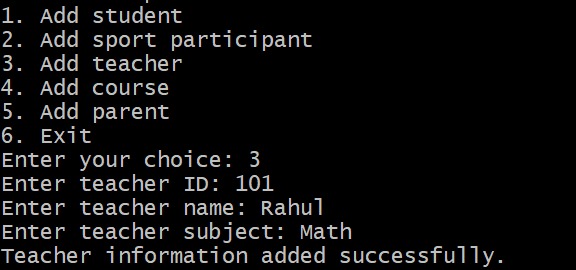 1. Add student
2. Add sport participant
3. Add teacher
4. Add course
5. Add parent
6. Exit
Enter your choice: 3
Enter teacher ID: 101
Enter teacher name: Rahul
Enter teacher subject: Math
Teacher information added successfully.